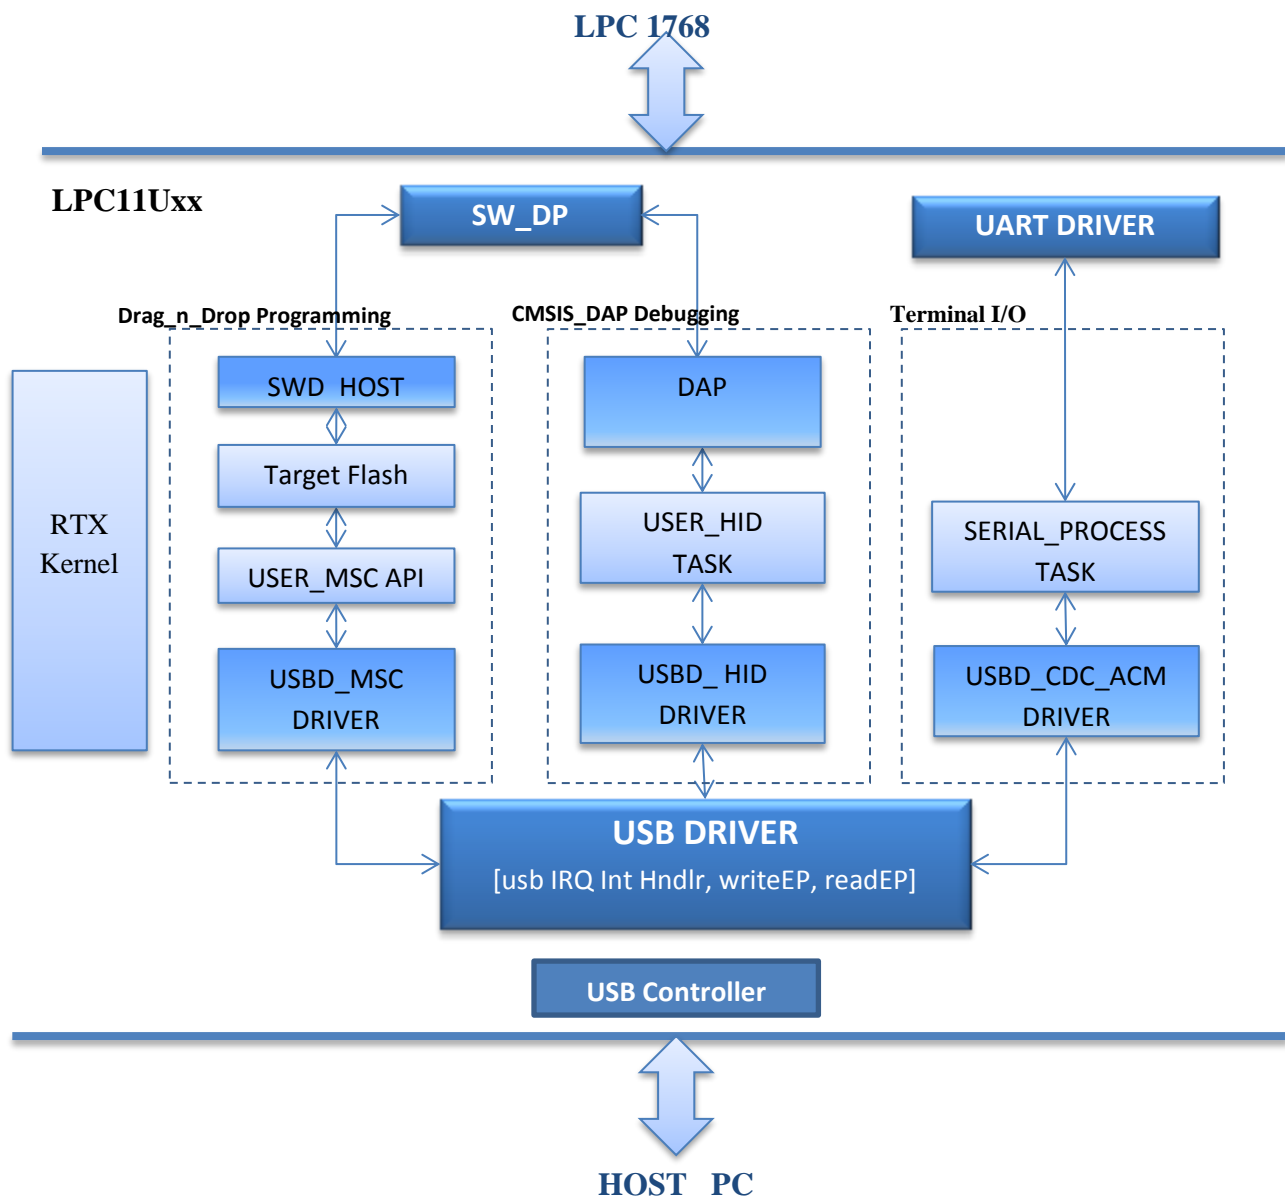 LPC 1768
LPC11Uxx
SW_DP
UART DRIVER
Drag_n_Drop Programming
CMSIS_DAP Debugging
Terminal I/O
SWD_HOST
DAP
Target Flash
RTX
Kernel
USER_HID
TASK
SERIAL_PROCESS
TASK
USER_MSC API
USBD_MSC
DRIVER
USBD_ HID
DRIVER
USBD_CDC_ACM
DRIVER
USB DRIVER
[usb IRQ Int Hndlr, writeEP, readEP]
USB Controller
HOST PC